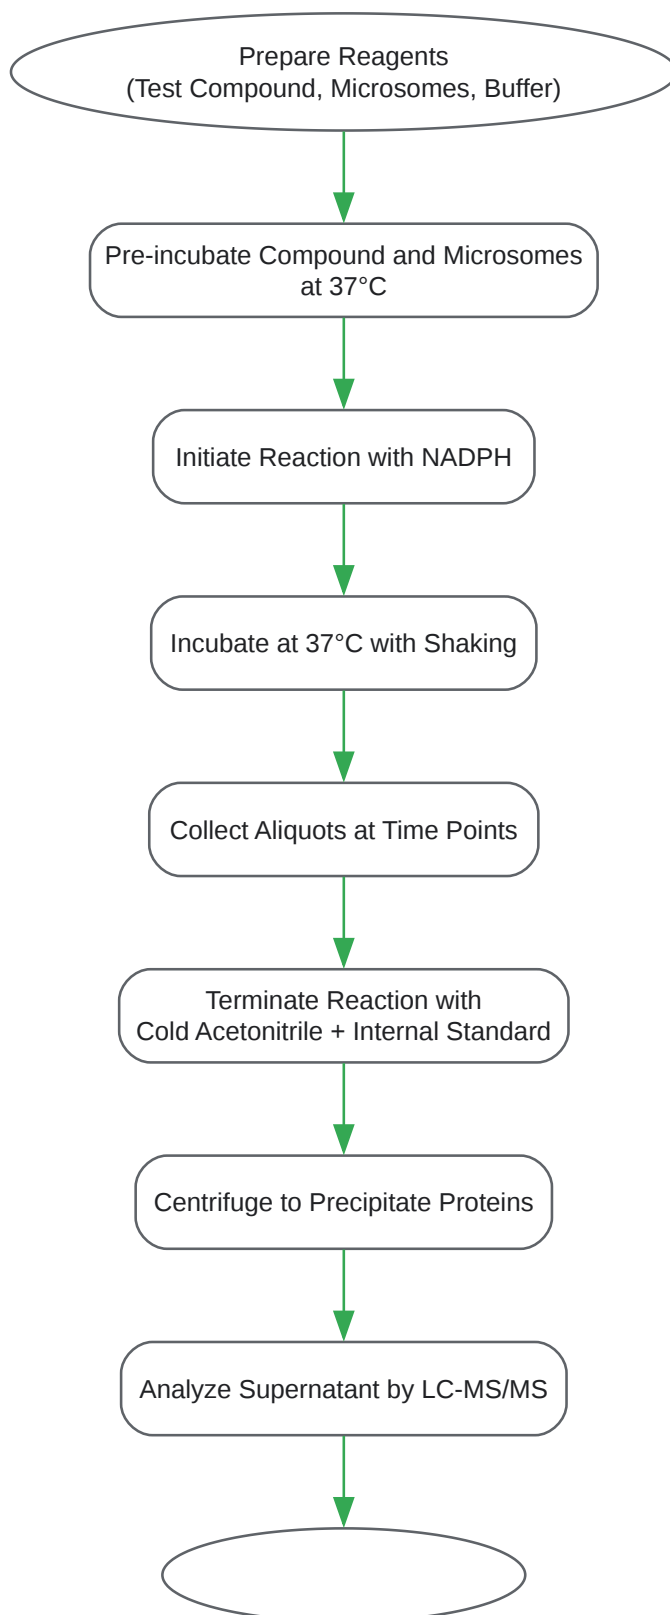 Prepare Reagents
(Test Compound, Microsomes, Buffer)
Pre-incubate Compound and Microsomes
at 37°C
Initiate Reaction with NADPH
Incubate at 37°C with Shaking
Collect Aliquots at Time Points
Terminate Reaction with
Cold Acetonitrile + Internal Standard
Centrifuge to Precipitate Proteins
Analyze Supernatant by LC-MS/MS